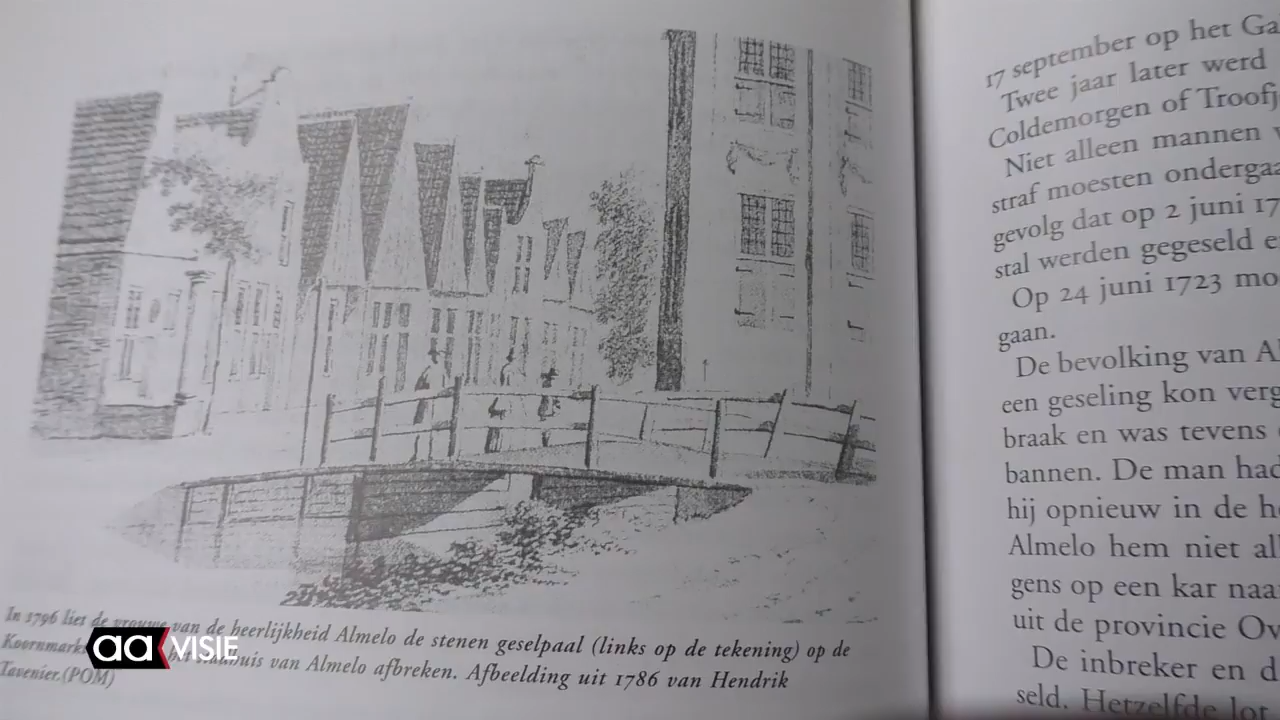 In 1796 liet de vrouwe van de heerlijkheid Almelo de stenen geselpaal (links op de tekening) op de
Koornmark huis van Almelo afbreken. Afbeelding uit 1786 van Hendrik
Tavenier.(POM)
aa VISIE
17 september op het Ga
Twee jaar later werd
Coldemorgen of Troofj
Niet alleen mannen
straf moesten onderga
gevolg dat op 2 juni 17
stal werden gegeseld e
Op 24 juni 1723 mo
gaan.
De bevolking van Al
een geseling kon verg
braak en was tevens
bannen. De man had
hij opnieuw in de h
Almelo hem niet al
gens op een kar naa
uit de provincie Ov
De inbreker en d
seld. Hetzelfde lot